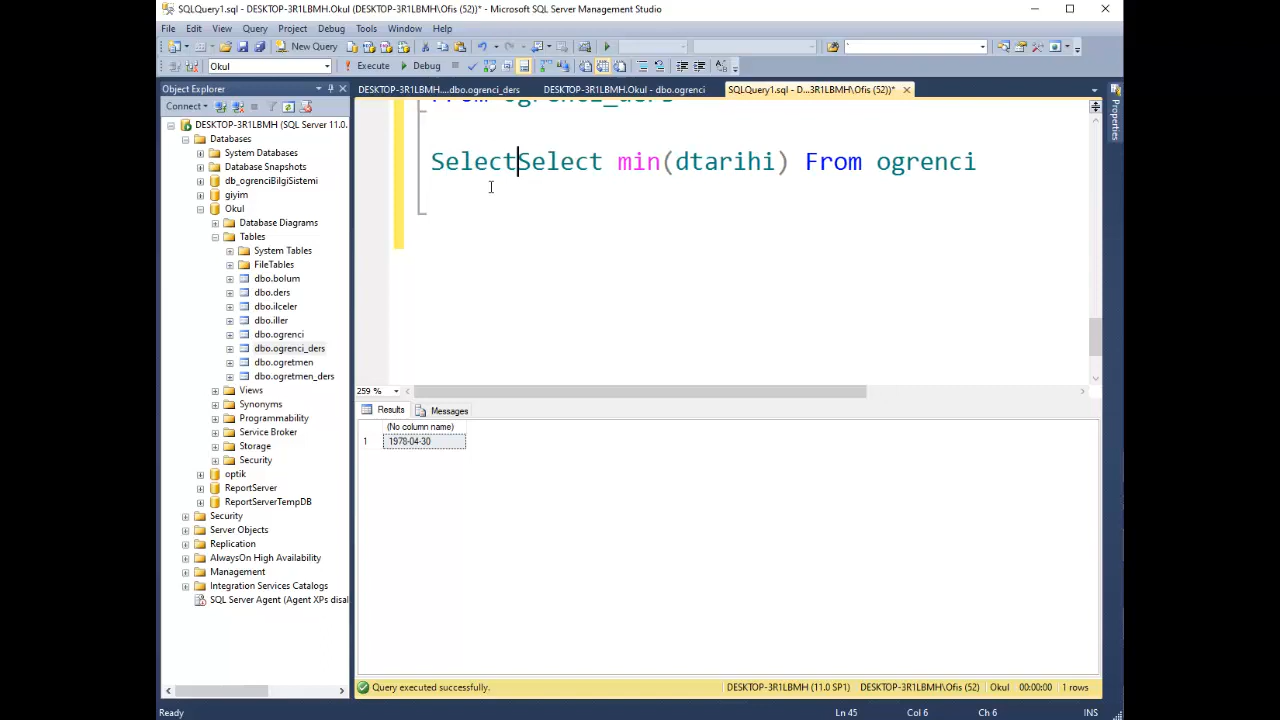 SQLQuery1.sql - DESKTOP-3R1LBMH.Okul (DESKTOP-3R1LBMH\Ofis (52))* - Microsoft SQL Server Management Studio
File Edit View Query Project Debug Tools Window Help
New Query
Okul Execute Debug
Object Explorer
DESKTOP-3R1LBMH....dbo.ogrenci_ders DESKTOP-3R1LBMH.Okul - dbo.ogrenci SQLQuery1.sql - D...3R1LBMH\Ofis (52))*
Connect
DESKTOP-3R1LBMH (SQL Server 11.0.
Databases
System Databases
Database Snapshots
db_ogrenciBilgiSistemi
giyim
Okul
Database Diagrams
Tables
System Tables
FileTables
dbo.bolum
dbo.ders
dbo.ilceler
dbo.iller
dbo.ogrenci
dbo.ogrenci_ders
dbo.ogretmen
dbo.ogretmen_ders
Views
Synonyms
Programmability
Service Broker
Storage
Security
optik
ReportServer
ReportServerTempDB
Security
Server Objects
Replication
AlwaysOn High Availability
Management
Integration Services Catalogs
SQL Server Agent (Agent XPs disal
From ogrenci_ders
SelectSelect min(dtarihi) From ogrenci
259 %
Results Messages
(No column name)
1 1978-04-30
Properties
Query executed successfully. DESKTOP-3R1LBMH (11.0 SP1) DESKTOP-3R1LBMH\Ofis (52) Okul 00:00:00 1 rows
Ready Ln 45 Col 6 Ch 6 INS